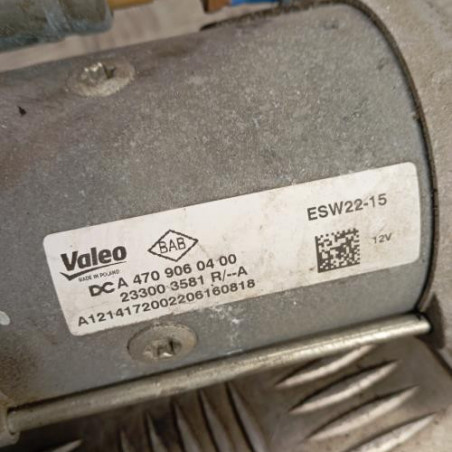 Valeo
MADE IN POLAND
BAB
ESW22-15
12V
DC A 470 906 04 00
23300 3581 R/--A
A1214172002206160818